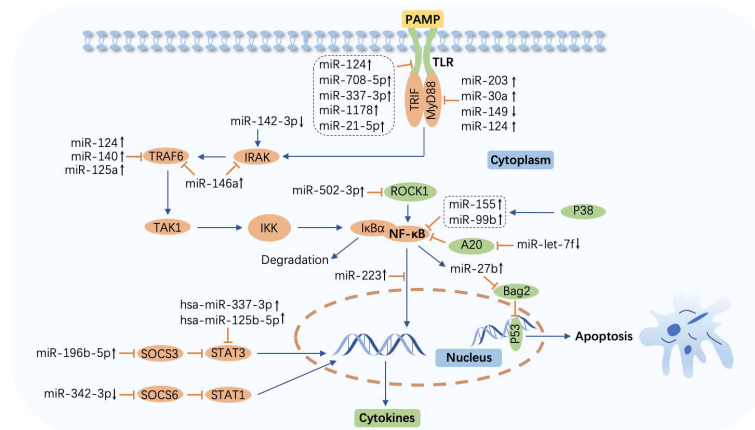 PAMP
TLR
miR-124↑
miR-708-5p↑
miR-337-3p↑
miR-1178↑
miR-21-5p↑
TRIF
MyD88
miR-203↑
miR-30a↑
miR-149↓
miR-124↑
miR-142-3p↓
miR-124↑
miR-140↑
miR-125a↑
TRAF6
IRAK
miR-146a↑
Cytoplasm
miR-502-3p↑
ROCK1
miR-155↑
miR-99b↑
P38
TAK1
IKK
IκBα
NF-κB
A20
miR-let-7f↓
Degradation
miR-223↑
miR-27b↑
Bag2
hsa-miR-337-3p↑
hsa-miR-125b-5p↑
P53
Apoptosis
miR-196b-5p↑
SOCS3
STAT3
Nucleus
miR-342-3p↓
SOCS6
STAT1
Cytokines